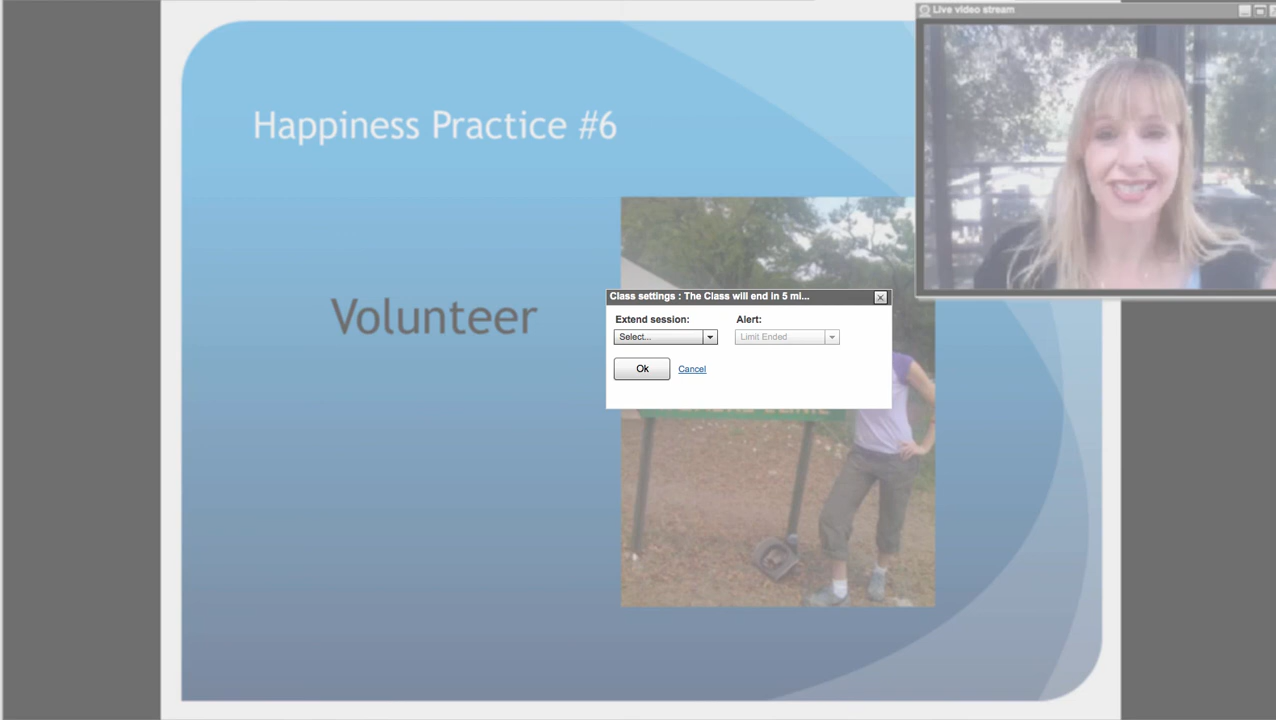 Live video stream
Happiness Practice #6
Volunteer
Class settings : The Class will end in 5 mi...
Extend session:
Alert:
Select...
Limit Ended
Ok
Cancel
CLINIC